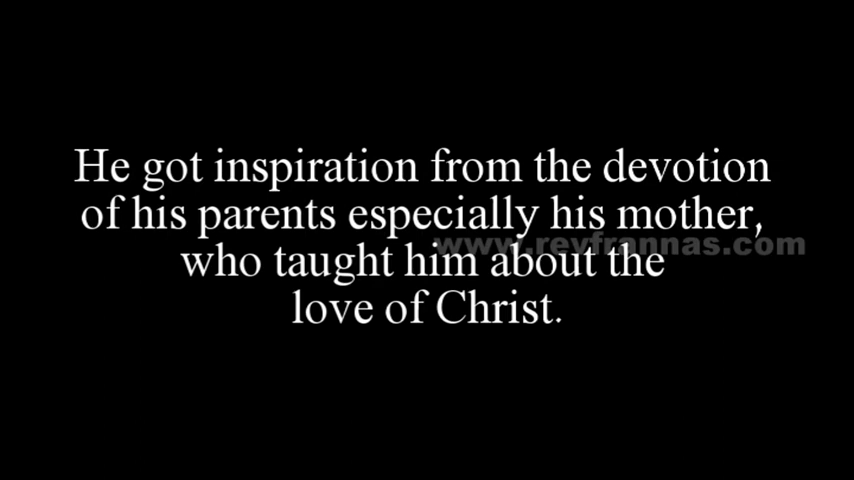 He got inspiration from the devotion
of his parents especially his mother,
www.revfrannas.com
who taught him about the
love of Christ.